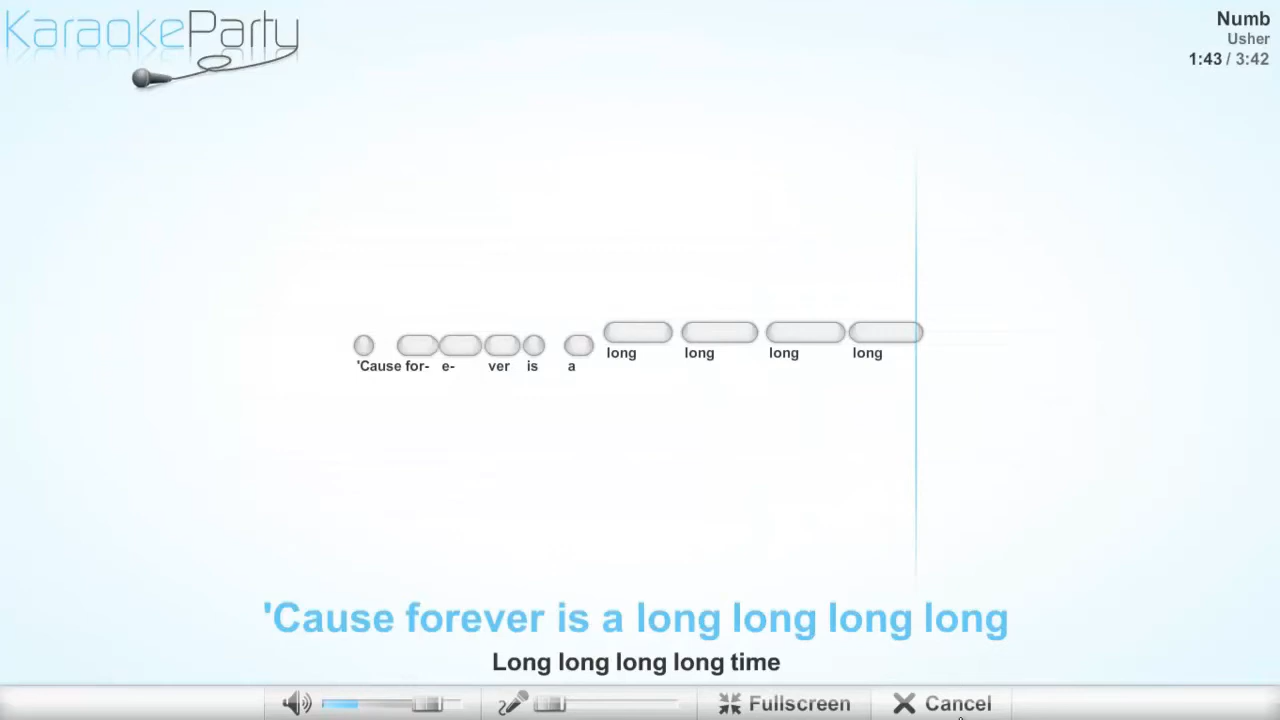 KaraokeParty
Numb
Usher
1:43 / 3:42
long long long long
'Cause for- e- ver is a
'Cause forever is a long long long long
Long long long long time
Fullscreen
Cancel